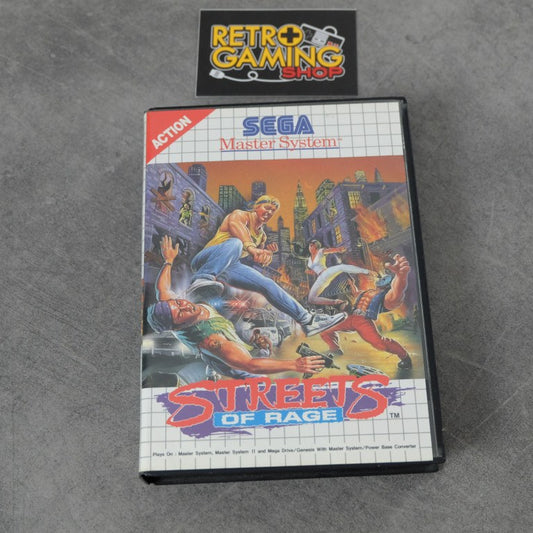 RETRO
GAMING
SHOP
ACTION
SEGA
Master System™
STREETS
OF RAGE
TM
Plays On : Master System, Master System II and Mega Drive/Genesis With Master System/Power Base Converter